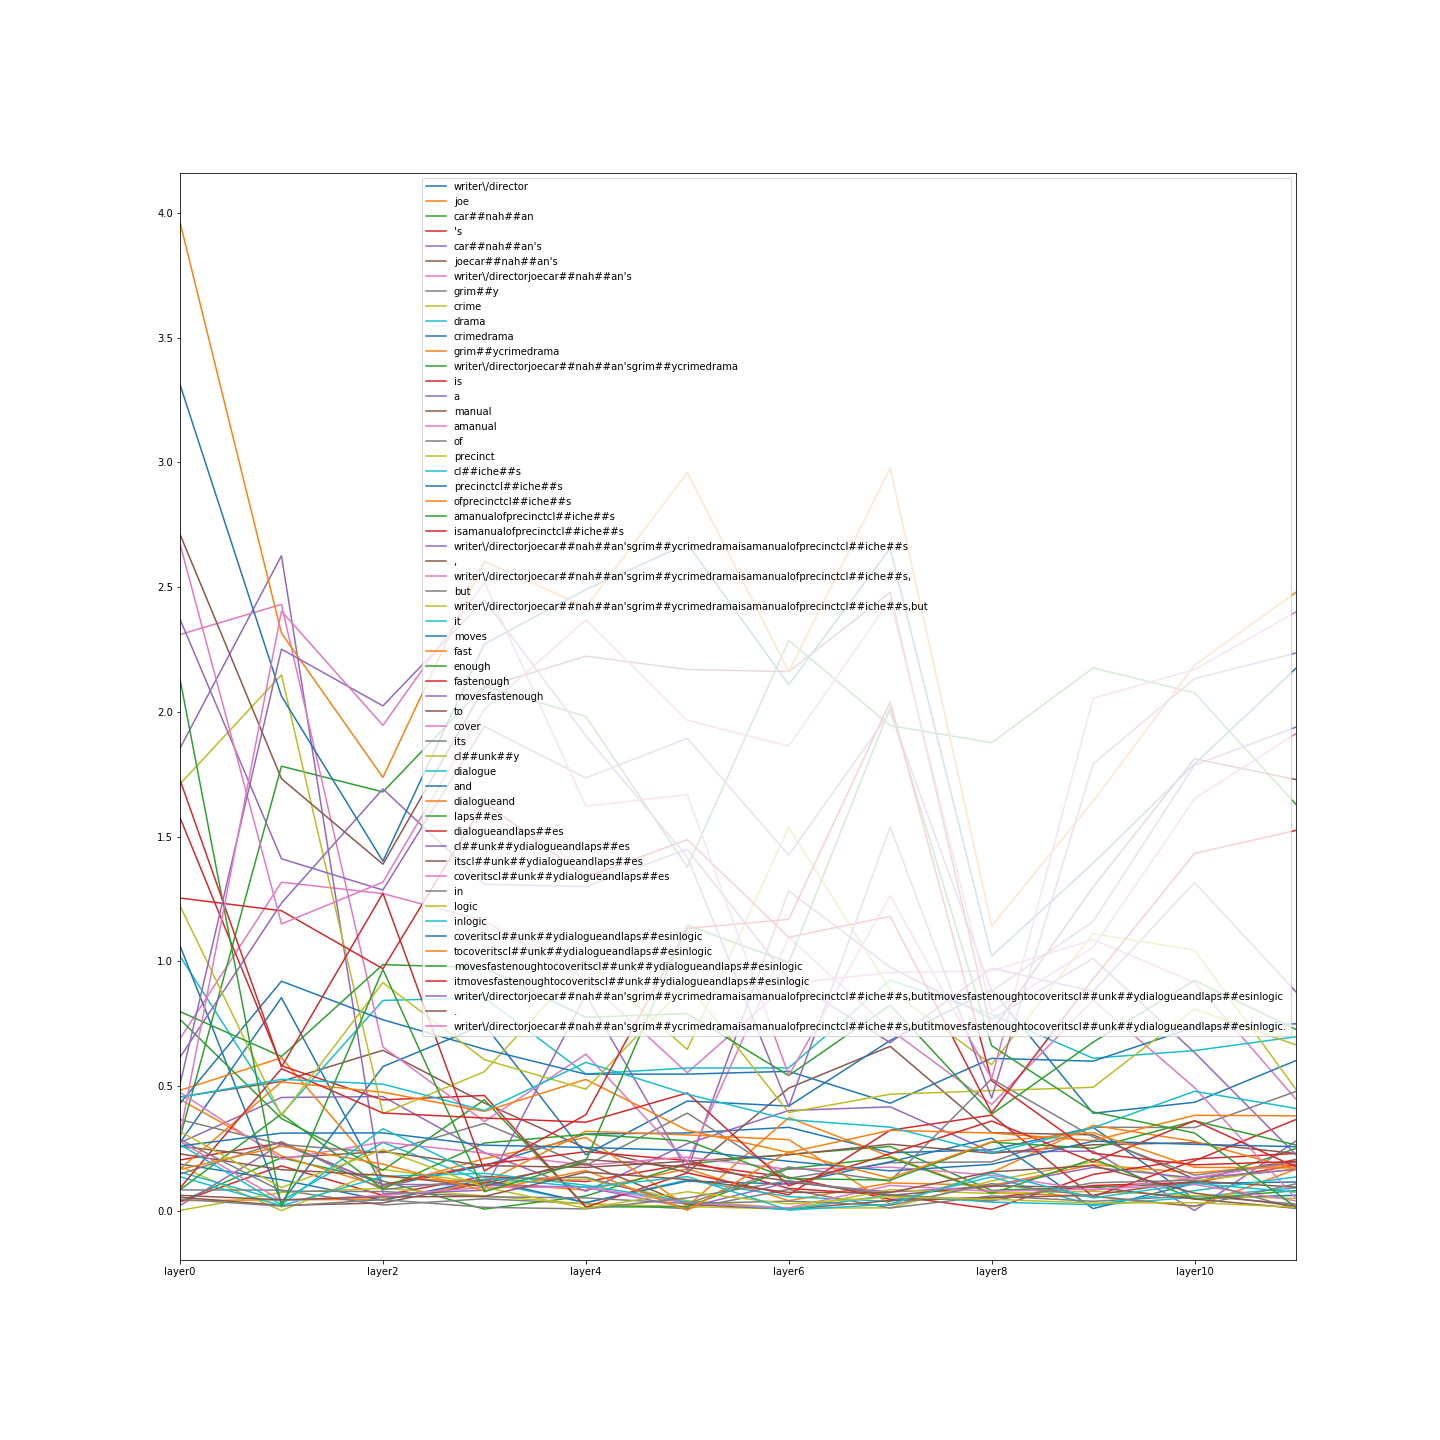 4.0
3.5
3.0
2.5
2.0
1.5
1.0
0.5
0.0
layer0 layer2 layer4 layer6 layer8 layer10
writer\/director
joe
car##nah##an
's
car##nah##an's
joecar##nah##an's
writer\/directorjoecar##nah##an's
grim##y
crime
drama
crimedrama
grim##ycrimedrama
writer\/directorjoecar##nah##an'sgrim##ycrimedrama
is
a
manual
amanual
of
precinct
cl##iche##s
precinctcl##iche##s
ofprecinctcl##iche##s
amanualofprecinctcl##iche##s
isamanualofprecinctcl##iche##s
writer\/directorjoecar##nah##an'sgrim##ycrimedramaisamanualofprecinctcl##iche##s
,
writer\/directorjoecar##nah##an'sgrim##ycrimedramaisamanualofprecinctcl##iche##s,
but
writer\/directorjoecar##nah##an'sgrim##ycrimedramaisamanualofprecinctcl##iche##s,but
it
moves
fast
enough
fastenough
movesfastenough
to
cover
its
cl##unk##y
dialogue
and
dialogueand
laps##es
dialogueandlaps##es
cl##unk##ydialogueandlaps##es
itscl##unk##ydialogueandlaps##es
coveritscl##unk##ydialogueandlaps##es
in
logic
inlogic
coveritscl##unk##ydialogueandlaps##esinlogic
tocoveritscl##unk##ydialogueandlaps##esinlogic
movesfastenoughtocoveritscl##unk##ydialogueandlaps##esinlogic
itmovesfastenoughtocoveritscl##unk##ydialogueandlaps##esinlogic
writer\/directorjoecar##nah##an'sgrim##ycrimedramaisamanualofprecinctcl##iche##s,butitmovesfastenoughtocoveritscl##unk##ydialogueandlaps##esinlogic
.
writer\/directorjoecar##nah##an'sgrim##ycrimedramaisamanualofprecinctcl##iche##s,butitmovesfastenoughtocoveritscl##unk##ydialogueandlaps##esinlogic.